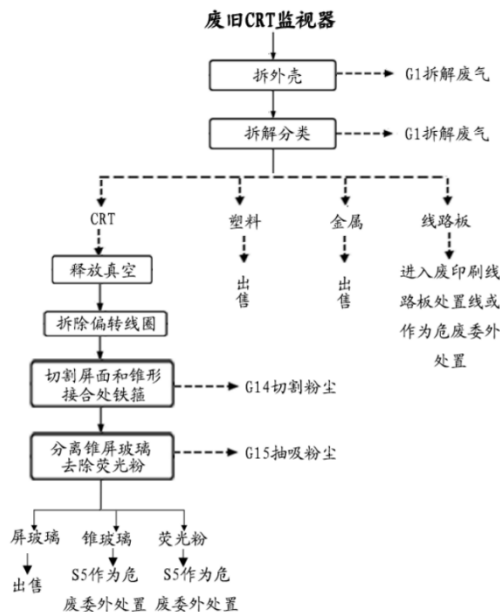 废旧CRT监视器
拆外壳
G1拆解废气
拆解分类
G1拆解废气
CRT
塑料
金属
线路板
释放真空
出售
出售
进入废印刷线
路板处置线或
作为危废委外
处置
拆除偏转线圈
切割屏面和锥形
接合处铁箍
G14切割粉尘
分离锥屏玻璃
去除荧光粉
G15抽吸粉尘
屏玻璃
锥玻璃
荧光粉
出售
S5作为危
废委外处置
S5作为危
废委外处置